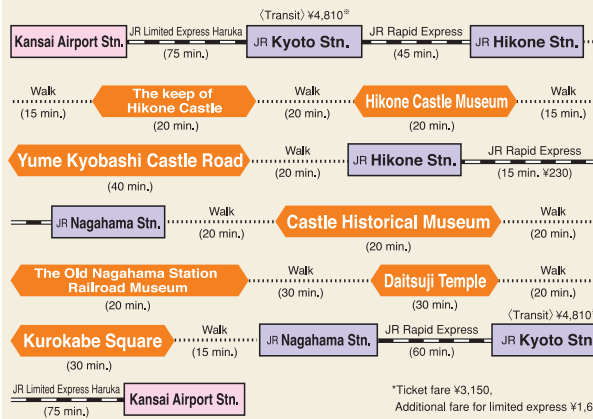 〈Transit〉 ¥4,810*
Kansai Airport Stn. JR Limited Express Haruka (75 min.) JR Kyoto Stn. JR Rapid Express (45 min.) JR Hikone Stn.
Walk (15 min.) The keep of Hikone Castle (20 min.) Walk (20 min.) Hikone Castle Museum (20 min.) Walk (15 min.)
Yume Kyobashi Castle Road (40 min.) Walk (20 min.) JR Hikone Stn. JR Rapid Express (15 min. ¥230)
JR Nagahama Stn. Walk (20 min.) Castle Historical Museum (20 min.) Walk (20 min.)
The Old Nagahama Station Railroad Museum (20 min.) Walk (30 min.) Daitsuji Temple (30 min.) Walk (20 min.)
〈Transit〉 ¥4,810
Kurokabe Square (30 min.) Walk (15 min.) JR Nagahama Stn. JR Rapid Express (60 min.) JR Kyoto Stn
JR Limited Express Haruka (75 min.) Kansai Airport Stn.
*Ticket fare ¥3,150,
Additional fare for limited express